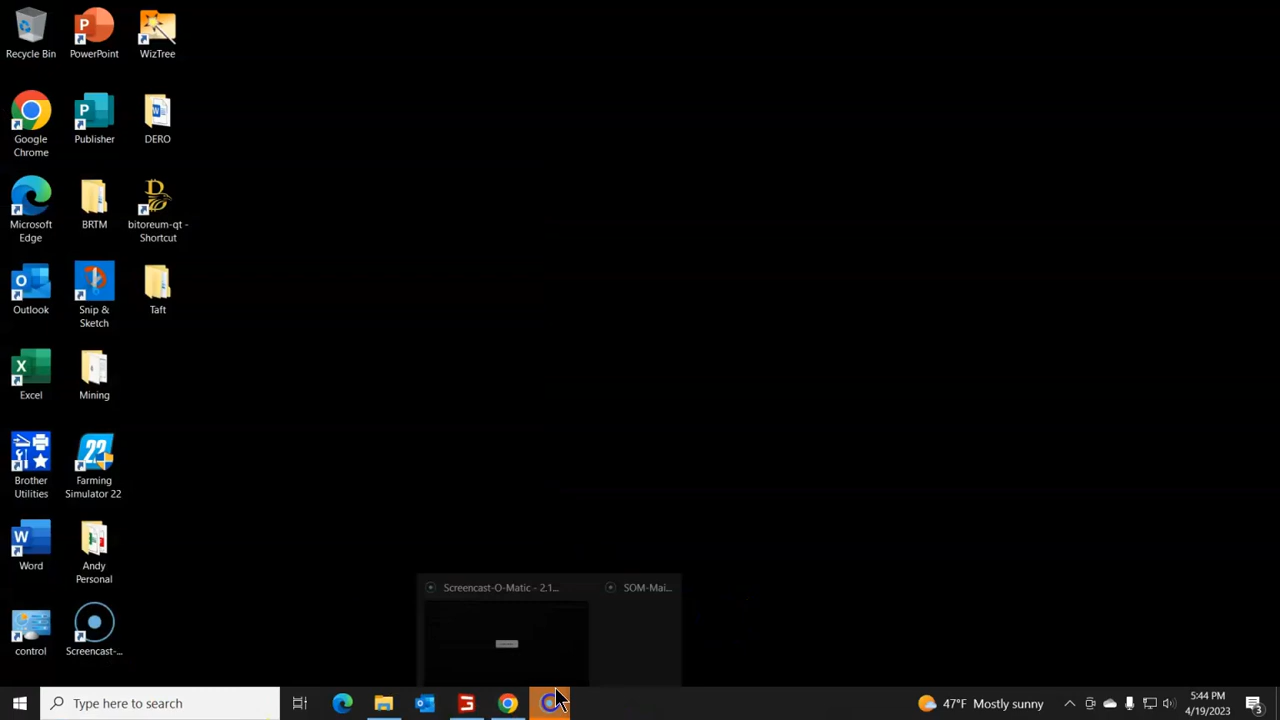 Recycle Bin
PowerPoint
WizTree
Google
Chrome
Publisher
DERO
Microsoft
Edge
BRTM
bitoreum-qt -
Shortcut
Outlook
Snip &
Sketch
Taft
Excel
Mining
Brother
Utilities
Farming
Simulator 22
Word
Andy
Personal
control
Screencast-...
Screencast-O-Matic - 2.1...
SOM-Mai...
Type here to search
47°F Mostly sunny
5:44 PM
4/19/2023
3